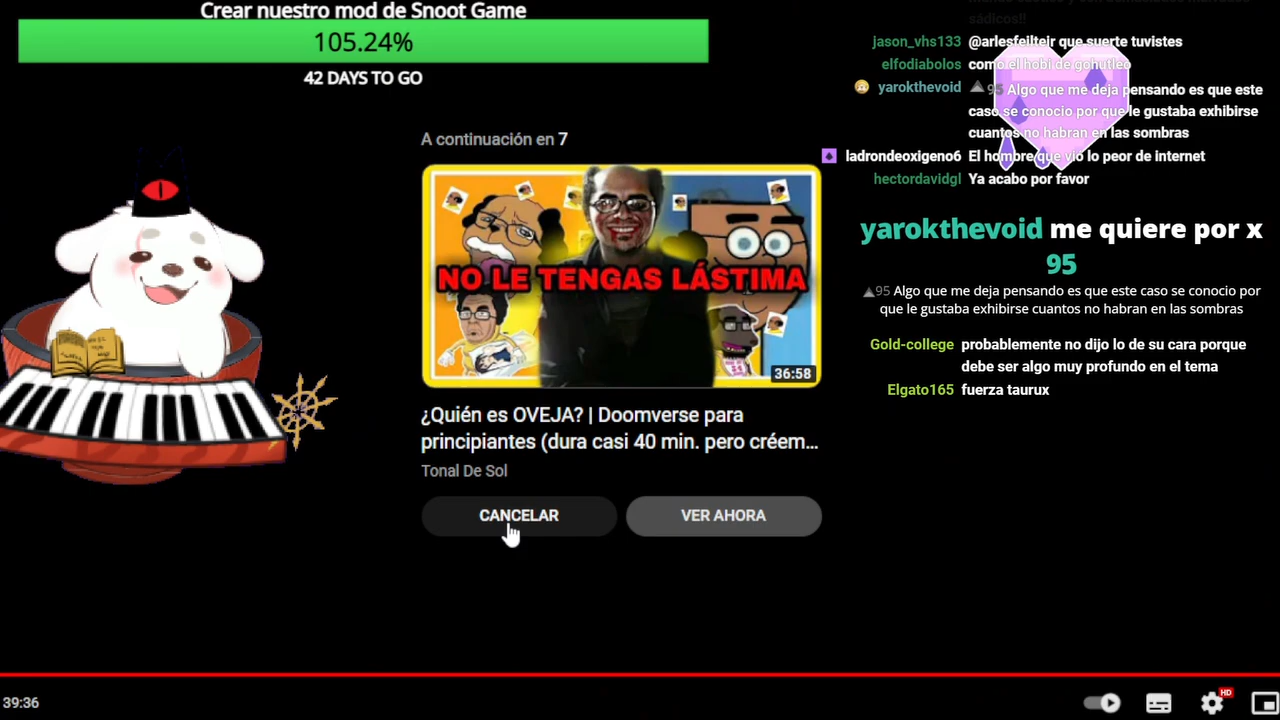 Crear nuestro mod de Snoot Game
105.24%
42 DAYS TO GO
A continuación en 7
NO LE TENGAS LÁSTIMA
36:58
¿Quién es OVEJA? | Doomverse para
principiantes (dura casi 40 min. pero créem...
Tonal De Sol
CANCELAR
VER AHORA
sádicos!!
jason_vhs133 @arlesfeilteir que suerte tuvistes
elfodiabolos como el hobi de gohutleo
yarokthevoid 95 Algo que me deja pensando es que este
caso se conocio por que le gustaba exhibirse
cuantos no habran en las sombras
ladrondeoxigeno6 El hombre que vio lo peor de internet
hectordavidgl Ya acabo por favor
yarokthevoid me quiere por x
95
95 Algo que me deja pensando es que este caso se conocio por
que le gustaba exhibirse cuantos no habran en las sombras
Gold-college probablemente no dijo lo de su cara porque
debe ser algo muy profundo en el tema
Elgato165 fuerza taurux
39:36
HD